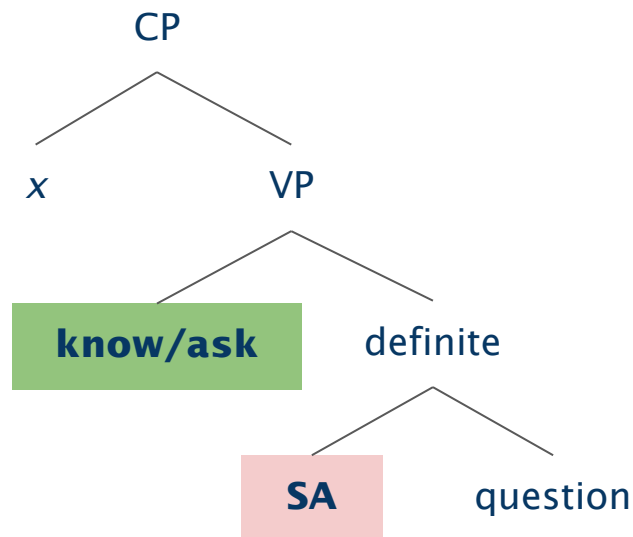 CP
x
VP
know/ask
definite
SA
question